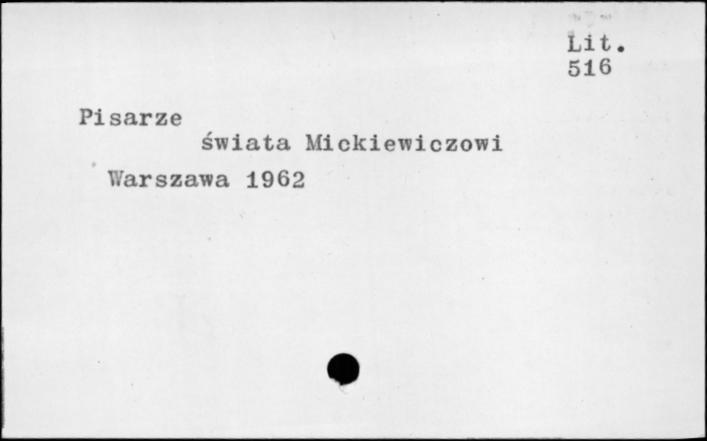 Lit.
516
Pisarze
świata Mickiewiczowi
Warszawa 1962